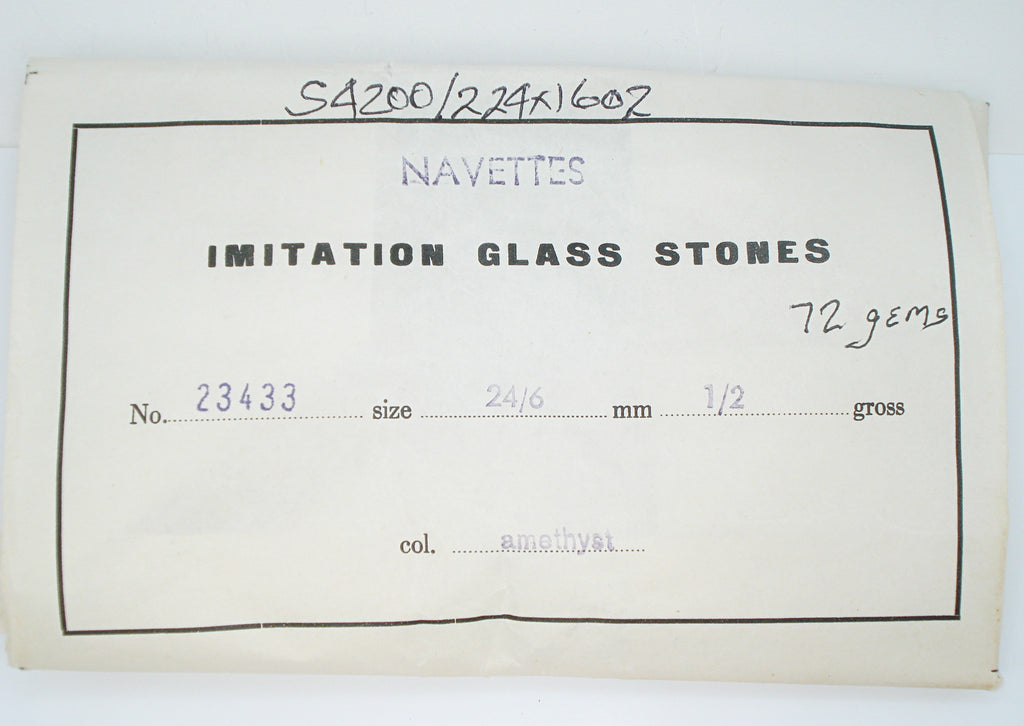 S4200/224x1602
NAVETTES
IMITATION GLASS STONES
72 gems
No. 23433 size 24/6 mm 1/2 gross
col. amethyst